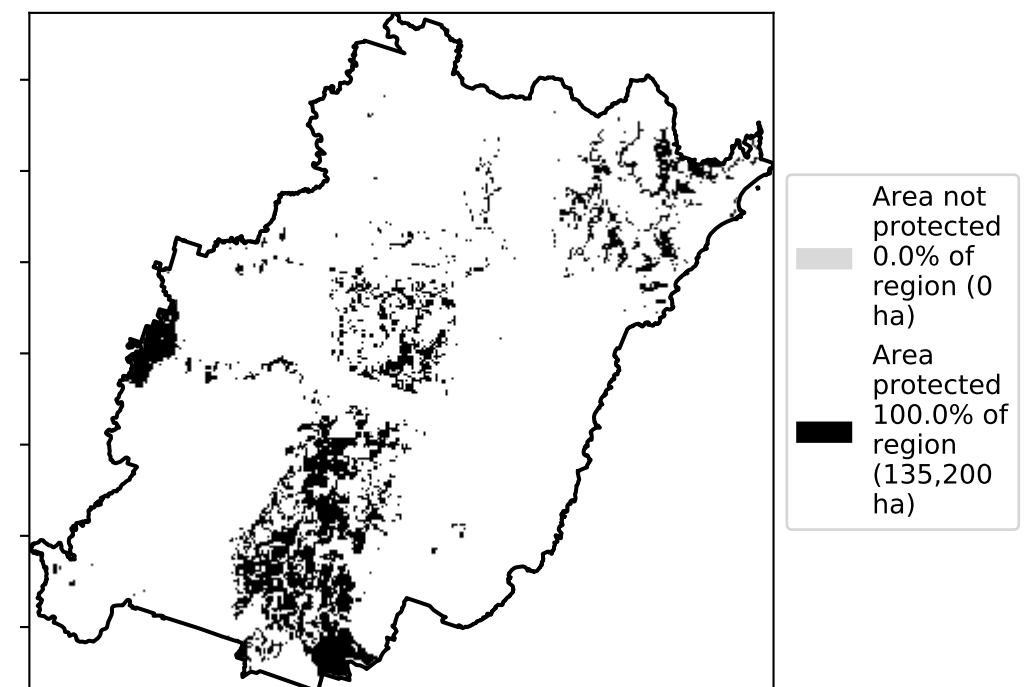 Area not
protected
0.0% of
region (0
ha)
Area
protected
100.0% of
region
(135,200
ha)